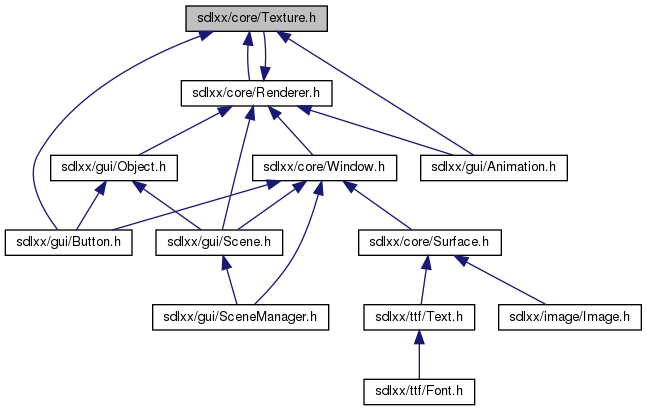 sdlxx/core/Texture.h
sdlxx/core/Renderer.h
sdlxx/gui/Object.h
sdlxx/core/Window.h
sdlxx/gui/Animation.h
sdlxx/gui/Button.h
sdlxx/gui/Scene.h
sdlxx/core/Surface.h
sdlxx/gui/SceneManager.h
sdlxx/ttf/Text.h
sdlxx/image/Image.h
sdlxx/ttf/Font.h